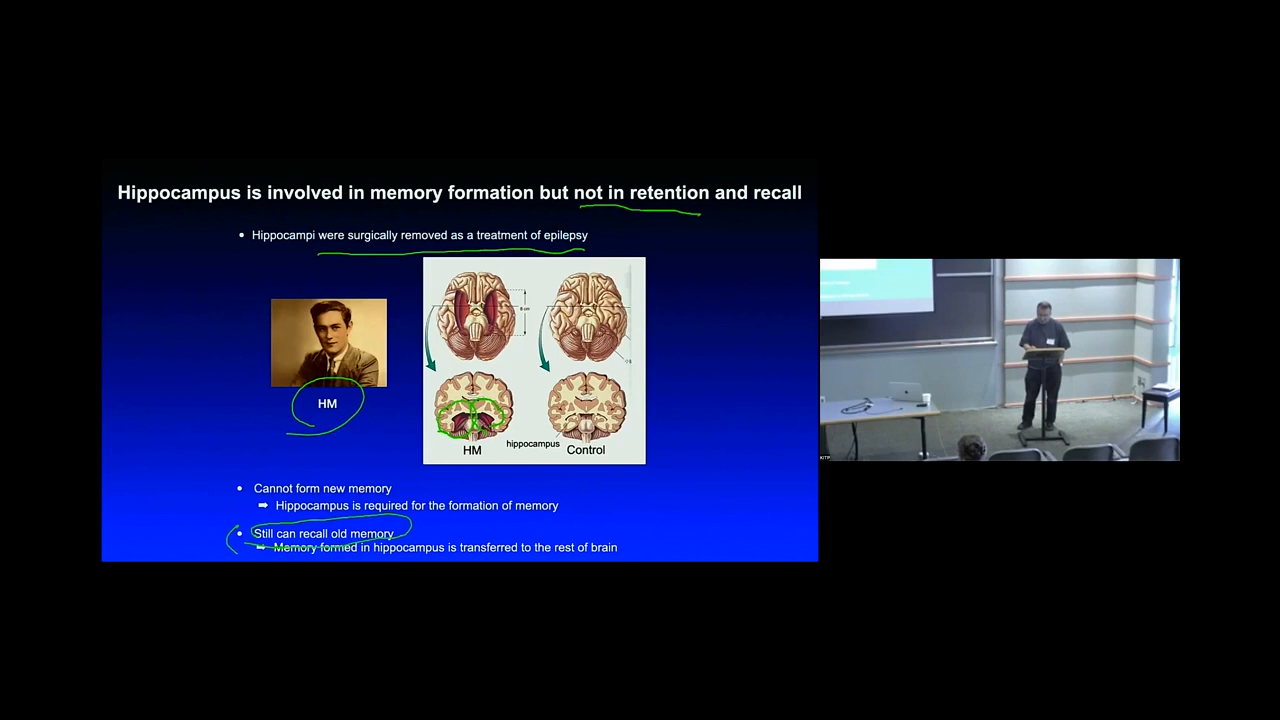 Hippocampus is involved in memory formation but not in retention and recall
• Hippocampi were surgically removed as a treatment of epilepsy
HM
hippocampus
HM
Control
• Cannot form new memory
➡ Hippocampus is required for the formation of memory
• Still can recall old memory
➡ Memory formed in hippocampus is transferred to the rest of brain
KITP